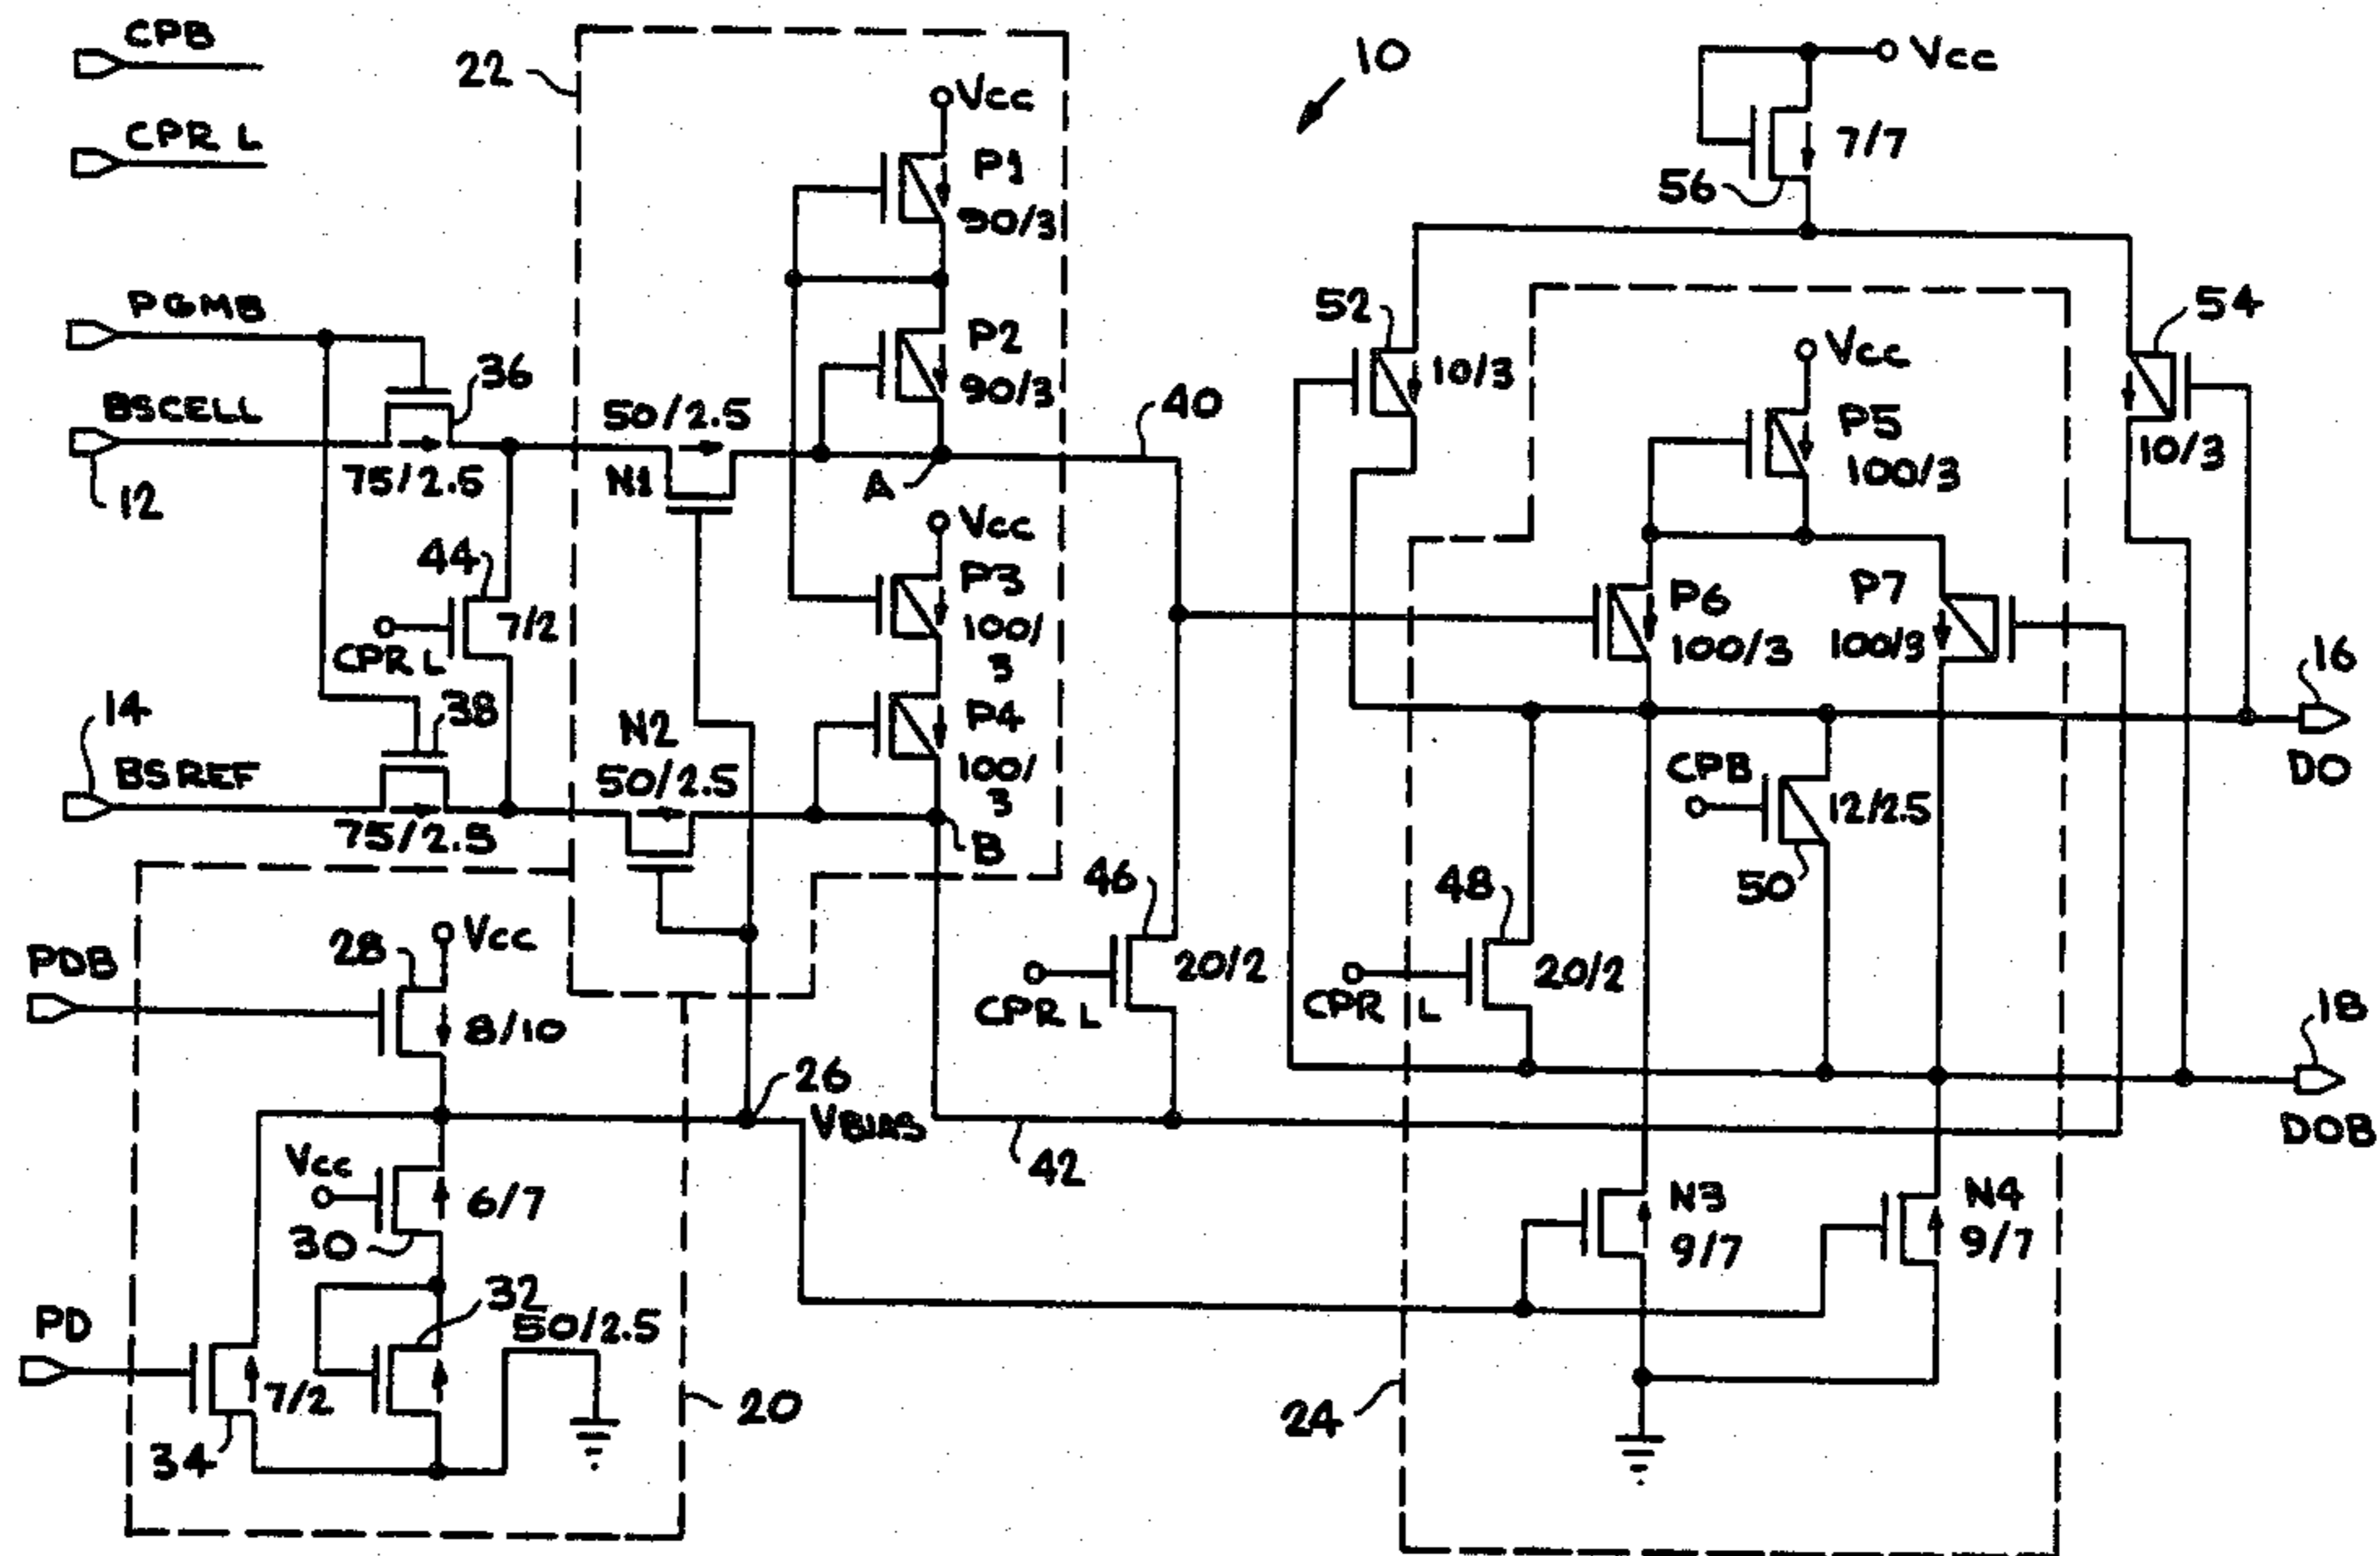 CPB
CPR L
22
10
Vcc
Vcc
P1
90/3
7/7
56
PGMB
36
BSCELL
12
75/2.5
50/2.5
N1
P2
90/3
A
40
52
10/3
54
10/3
Vcc
P5
100/3
44
7/2
CPR L
Vcc
P3
100/
3
P6
100/3
P7
100/3
16
DO
14
38
BSREF
75/2.5
N2
50/2.5
P4
100/
3
B
CPB
12/2.5
50
PDB
28
Vcc
8/10
46
20/2
CPR L
48
20/2
CPR L
18
DOB
26
VBIAS
42
Vcc
6/7
30
N3
9/7
N4
9/7
PD
32
50/2.5
7/2
34
20
24